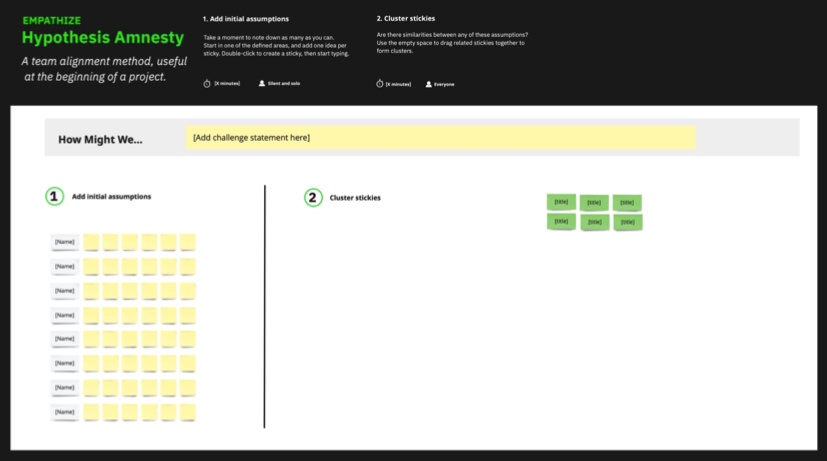 EMPATHIZE
Hypothesis Amnesty
A team alignment method, useful
at the beginning of a project.
1. Add initial assumptions
Take a moment to note down as many as you can.
Start in one of the defined areas, and add one idea per
sticky. Double-click to create a sticky, then start typing.
[X minutes]
Silent and solo
2. Cluster stickies
Are there similarities between any of these assumptions?
Use the empty space to drag related stickies together to
form clusters.
[X minutes]
Everyone
How Might We...
[Add challenge statement here]
1
Add initial assumptions
[Name]
[Name]
[Name]
[Name]
[Name]
[Name]
[Name]
[Name]
2
Cluster stickies
[title] [title] [title]
[title] [title] [title]